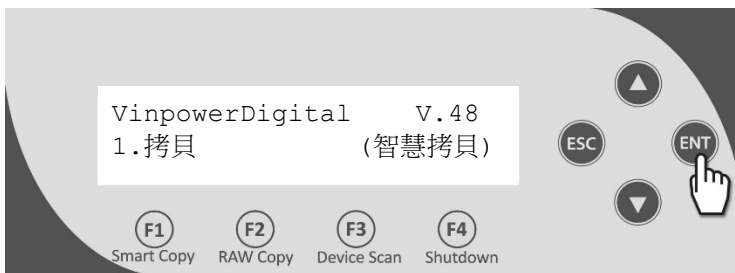 VinpowerDigital V.48
1.拷貝 (智慧拷貝)
ESC
ENT
F1 F2 F3 F4
Smart Copy RAW Copy Device Scan Shutdown